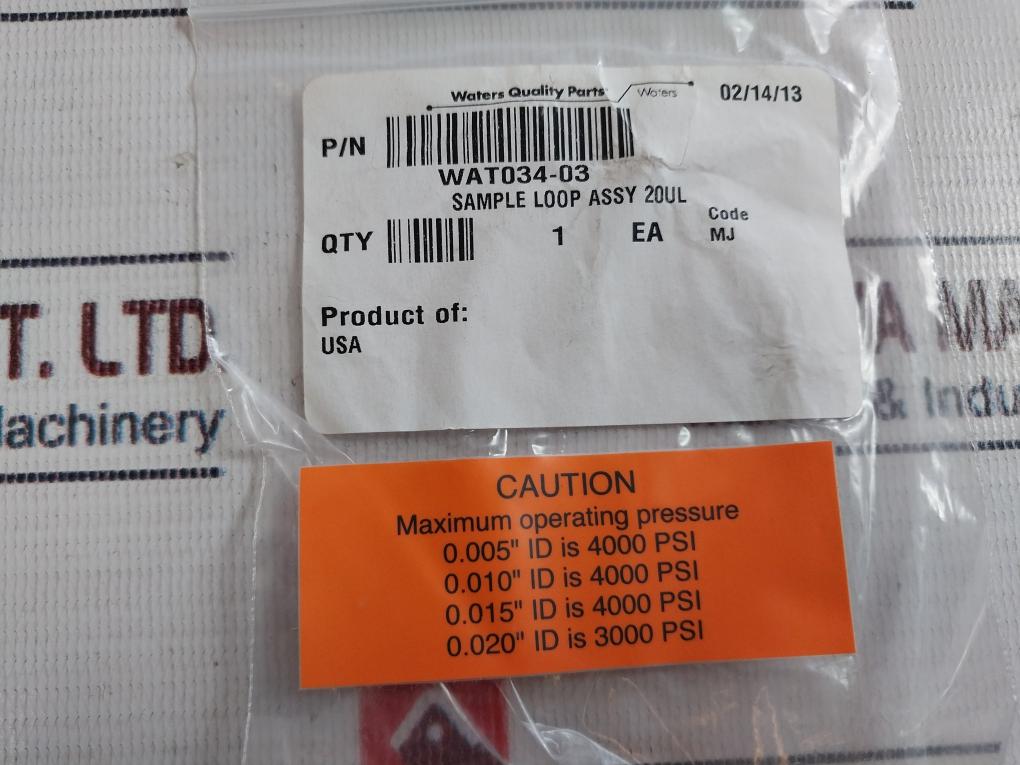 Waters Quality Parts Waters 02/14/13
P/N
WAT034-03
SAMPLE LOOP ASSY 20UL
QTY 1 EA Code
MJ
Product of:
USA
T. LTD
achinery
A MA
& Indu
CAUTION
Maximum operating pressure
0.005" ID is 4000 PSI
0.010" ID is 4000 PSI
0.015" ID is 4000 PSI
0.020" ID is 3000 PSI